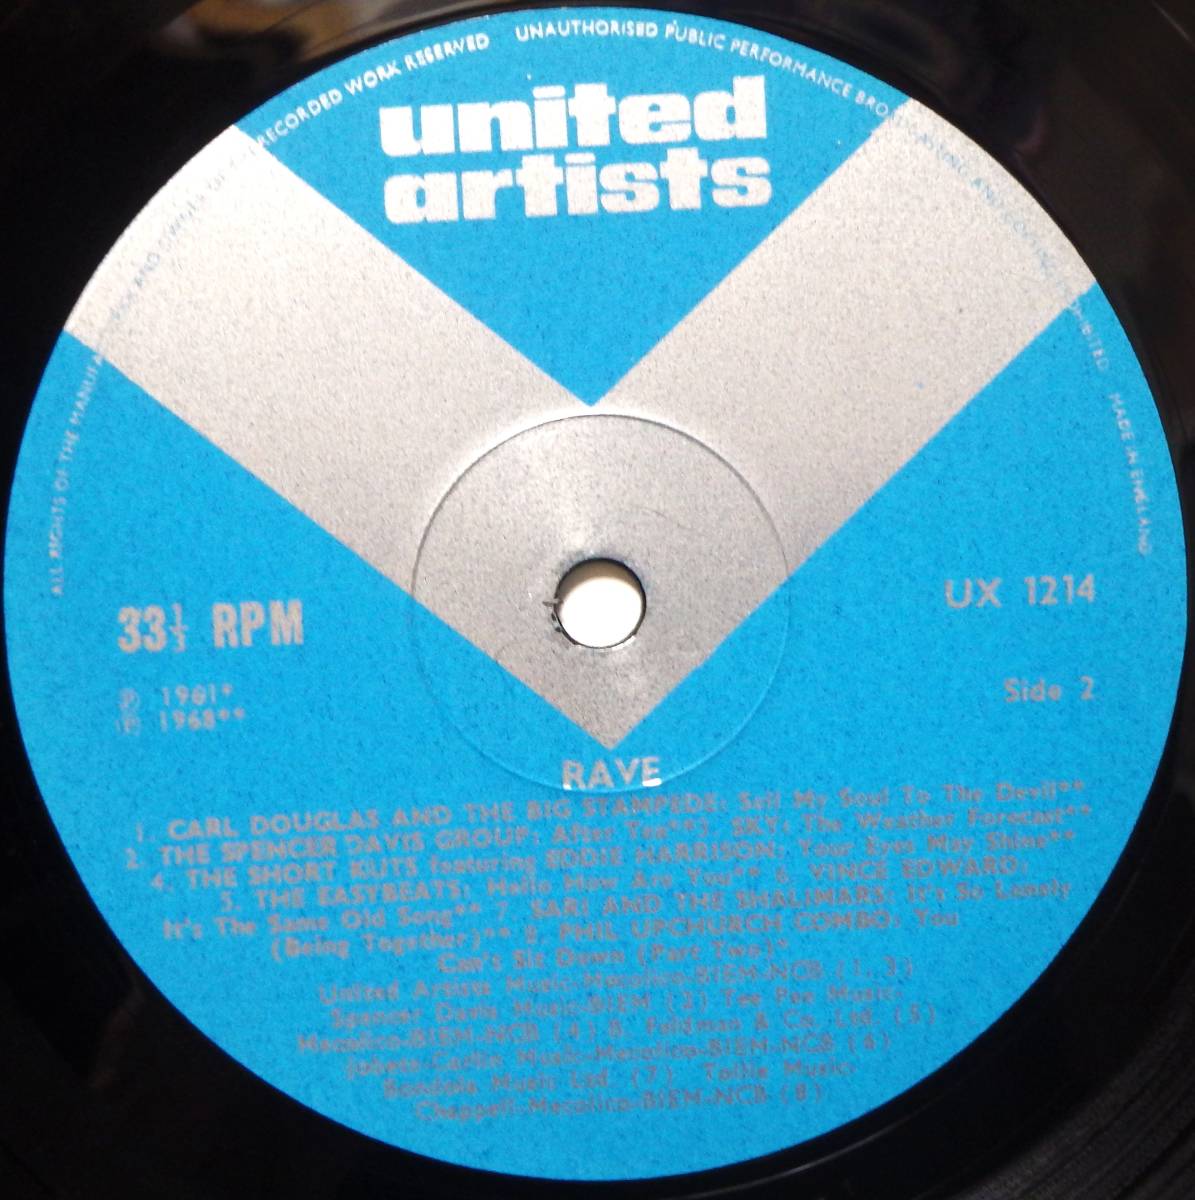 ALL RIGHTS OF THE MANUFACTURER AND OWNER OF THE RECORDED WORK RESERVED UNAUTHORISED PUBLIC PERFORMANCE BROADCASTING AND COPYING PROHIBITED MADE IN ENGLAND
united
artists
33⅓ RPM
UX 1214
℗ 1961*
℗ 1968**
Side 2
RAVE
1. CARL DOUGLAS AND THE BIG STAMPEDE: Sell My Soul To The Devil**
2. THE SPENCER DAVIS GROUP: After Tea** 3. SKY: The Weather Forecast**
4. THE SHORT KUTS featuring EDDIE HARRISON: Your Eyes May Shine**
5. THE EASYBEATS: Hello How Are You** 6. VINCE EDWARD:
It's The Same Old Song** 7. SARI AND THE SHALIMARS: It's So Lonely
(Being Together)** 8. PHIL UPCHURCH COMBO: You
Can't Sit Down (Part Two)*
United Artists Music-Mecolico-BIEM-NCB (1, 3)
Spencer Davis Music-BIEM (2) Tee Pee Music-
Mecolico-BIEM-NCB (4) B. Feldman & Co. Ltd. (5)
Jobete-Carlin Music-Mecolico-BIEM-NCB (6)
Rondola Music Ltd. (7) Tollie Music-
Chappell-Mecolico-BIEM-NCB (8)